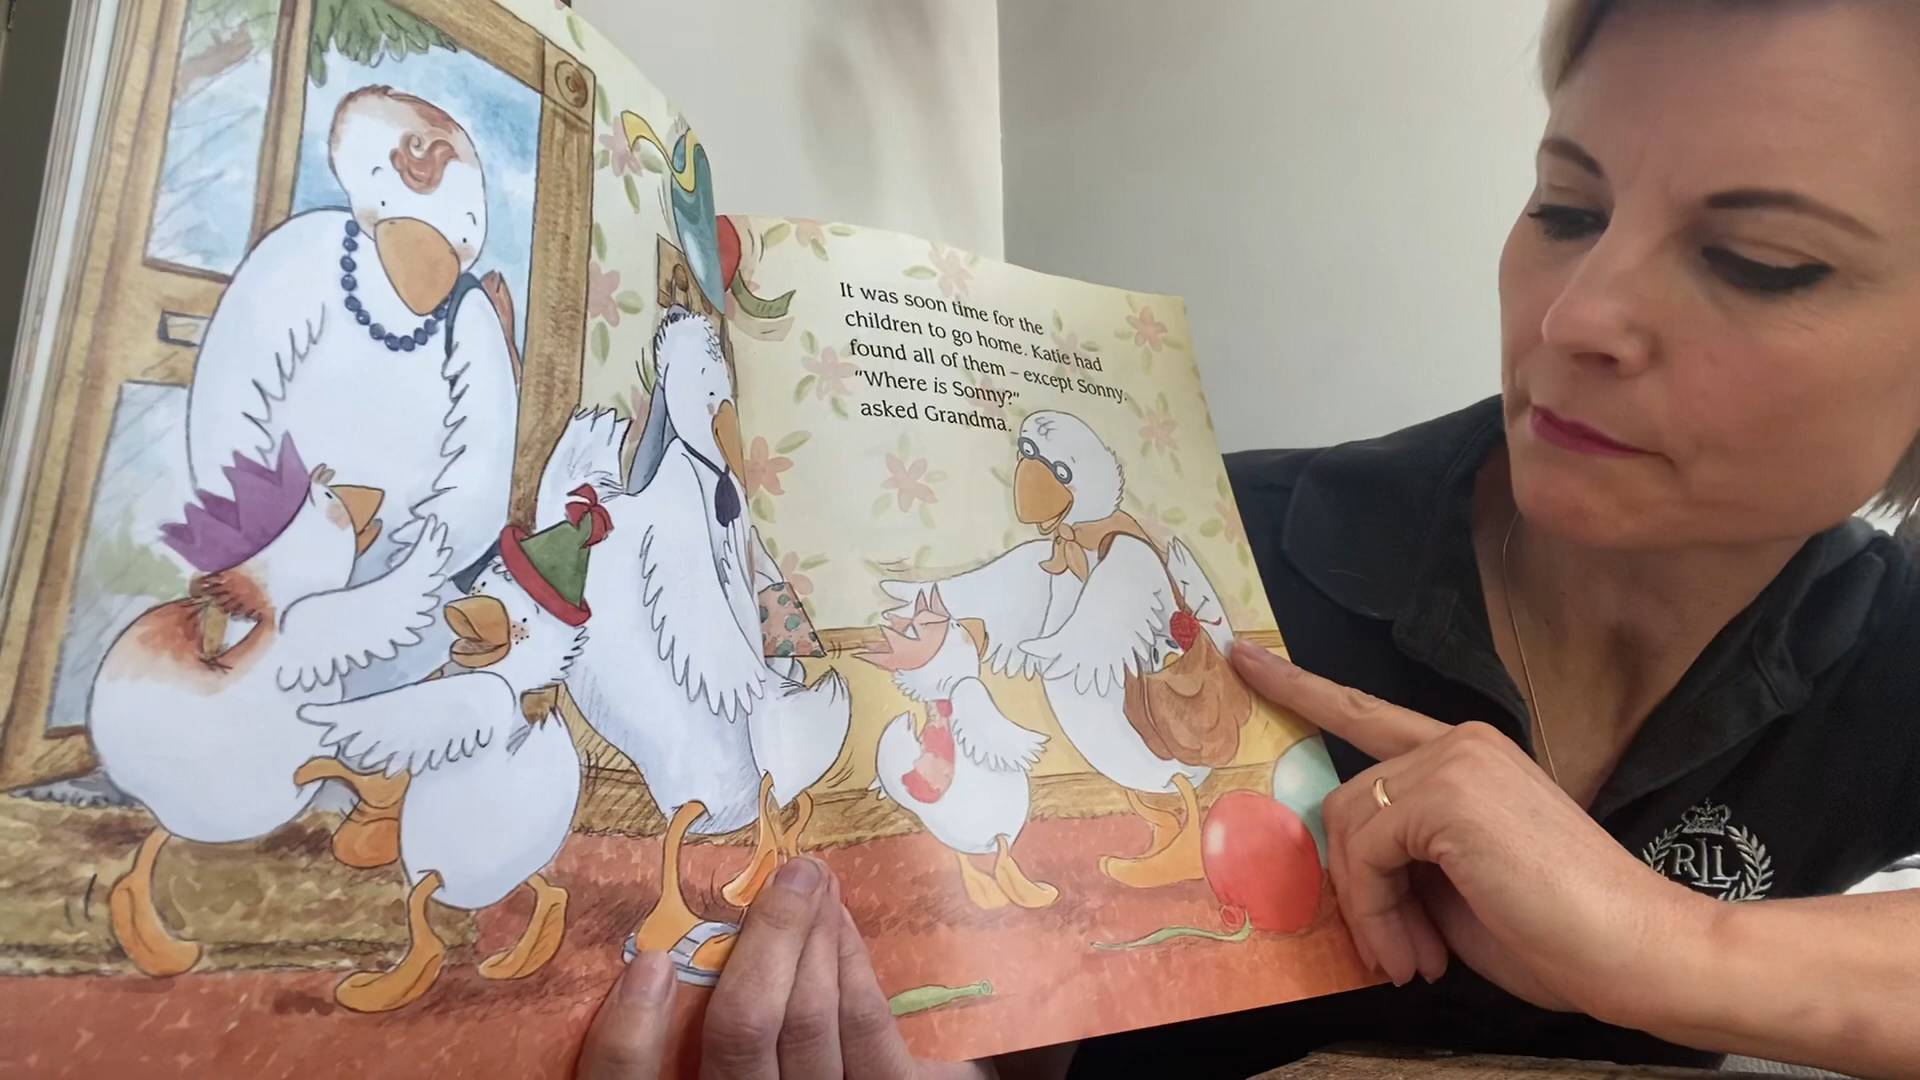 It was soon time for the
children to go home. Katie had
found all of them – except Sonny.
“Where is Sonny?”
asked Grandma.
RLL